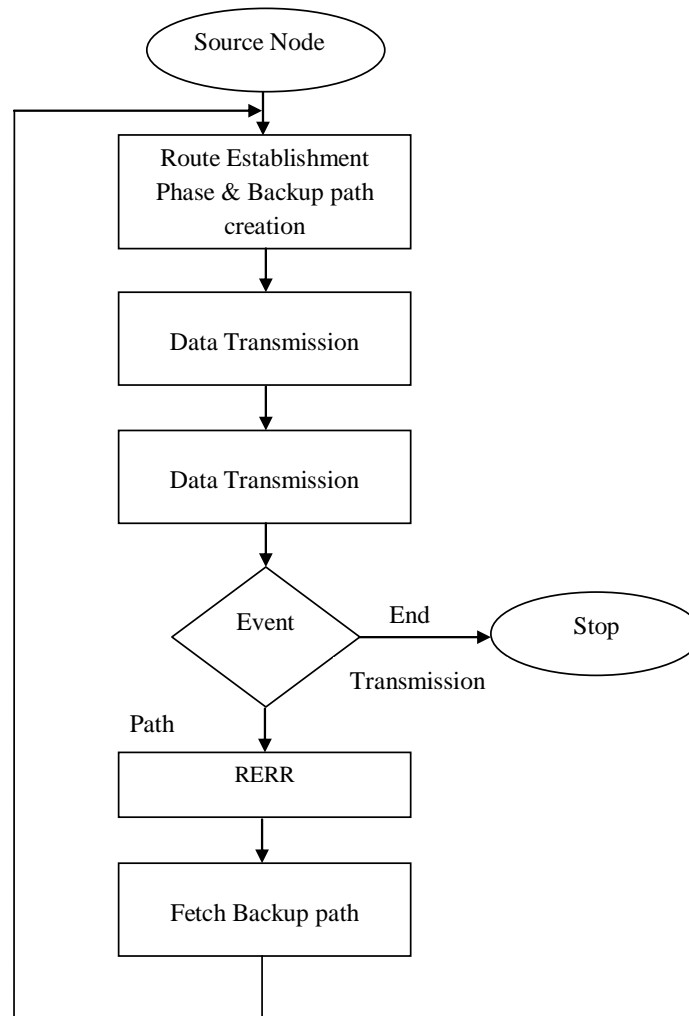 Source Node
Route Establishment
Phase & Backup path
creation
Data Transmission
Data Transmission
Event
End
Transmission
Stop
Path
RERR
Fetch Backup path